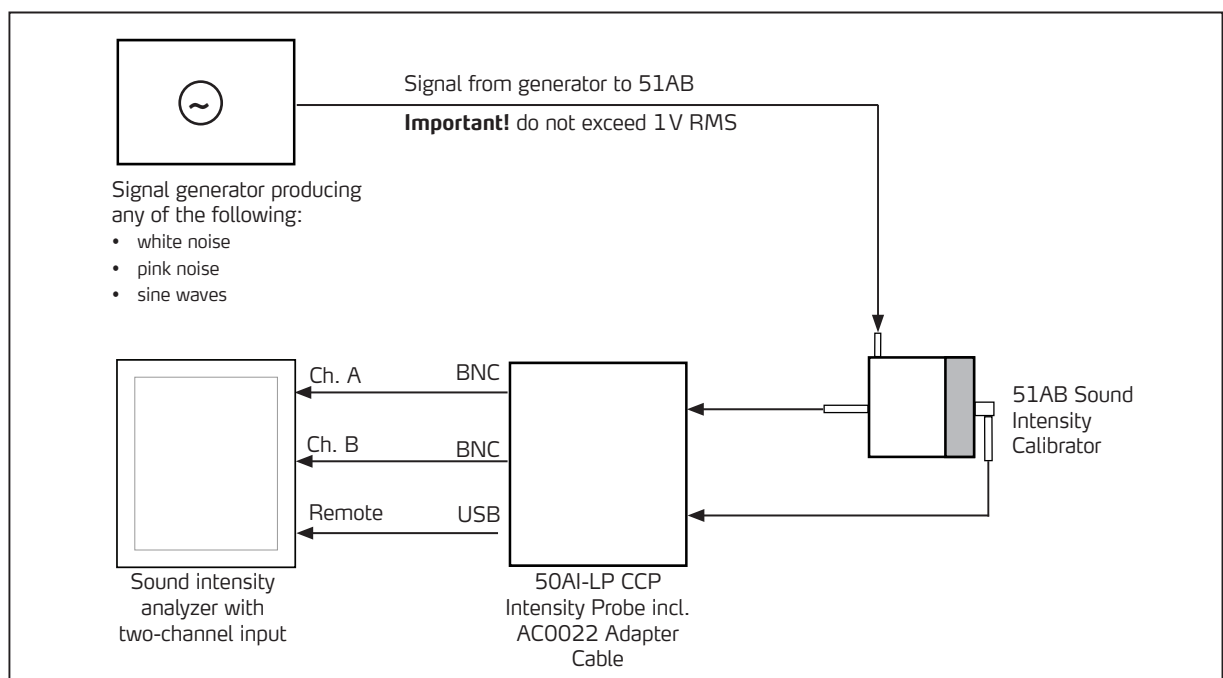 ~
Signal from generator to 51AB
Important! do not exceed 1V RMS
Signal generator producing
any of the following:
• white noise
• pink noise
• sine waves
Ch. A
BNC
Ch. B
BNC
Remote
USB
51AB Sound
Intensity
Calibrator
Sound intensity
analyzer with
two-channel input
50AI-LP CCP
Intensity Probe incl.
AC0022 Adapter
Cable